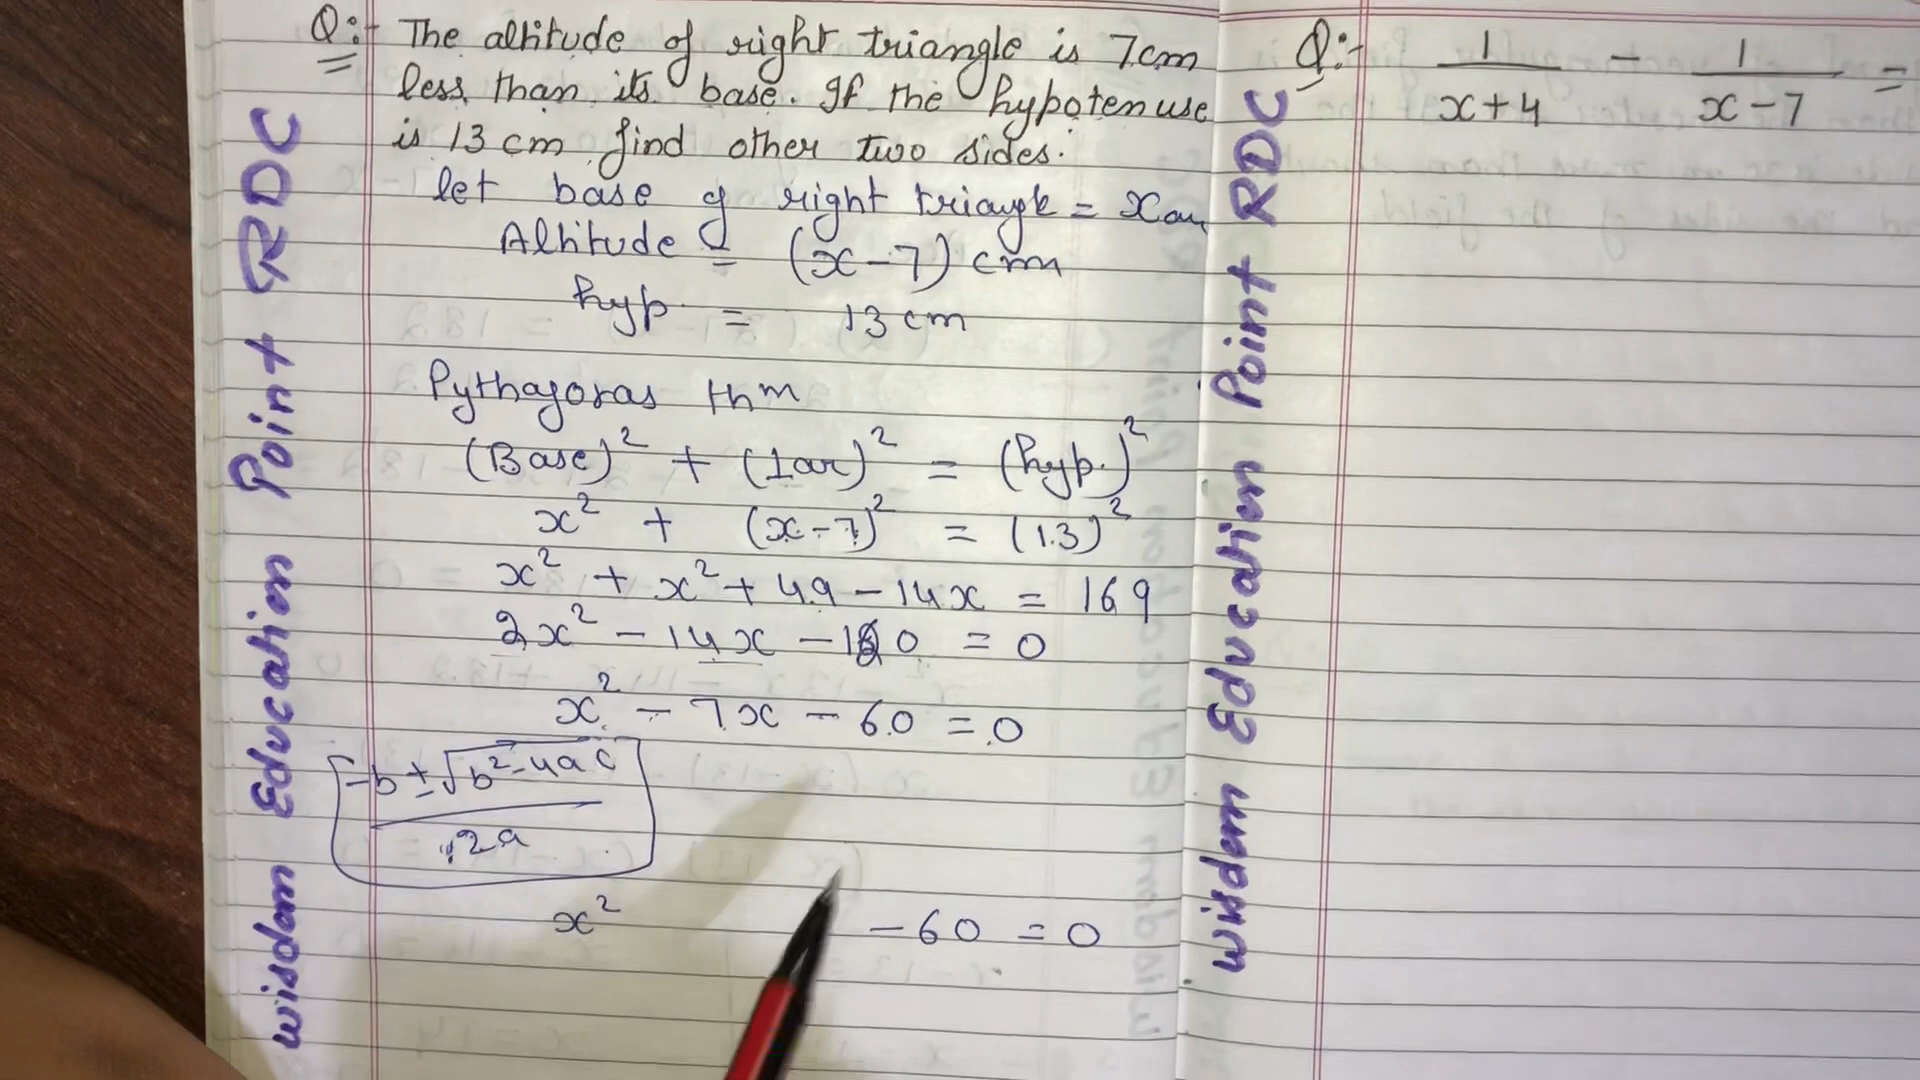 Q:- The altitude of right triangle is 7cm
less than its base. If the hypotenuse
is 13 cm find other two sides.
let base of right triangle = x cm
Altitude = (x-7) cm
hyp = 13 cm
Pythagoras thm
(Base)² + (⊥ar)² = (hyp.)²
x² + (x-7)² = (13)²
x² + x² + 49 - 14x = 169
2x² - 14x - 120 = 0
x² - 7x - 60 = 0
-b ± √b²-4ac
2a
x² - 60 = 0
Q:- 1/(x+4) - 1/(x-7) =
Wisdom Education Point RDC
Wisdom Education Point RDC